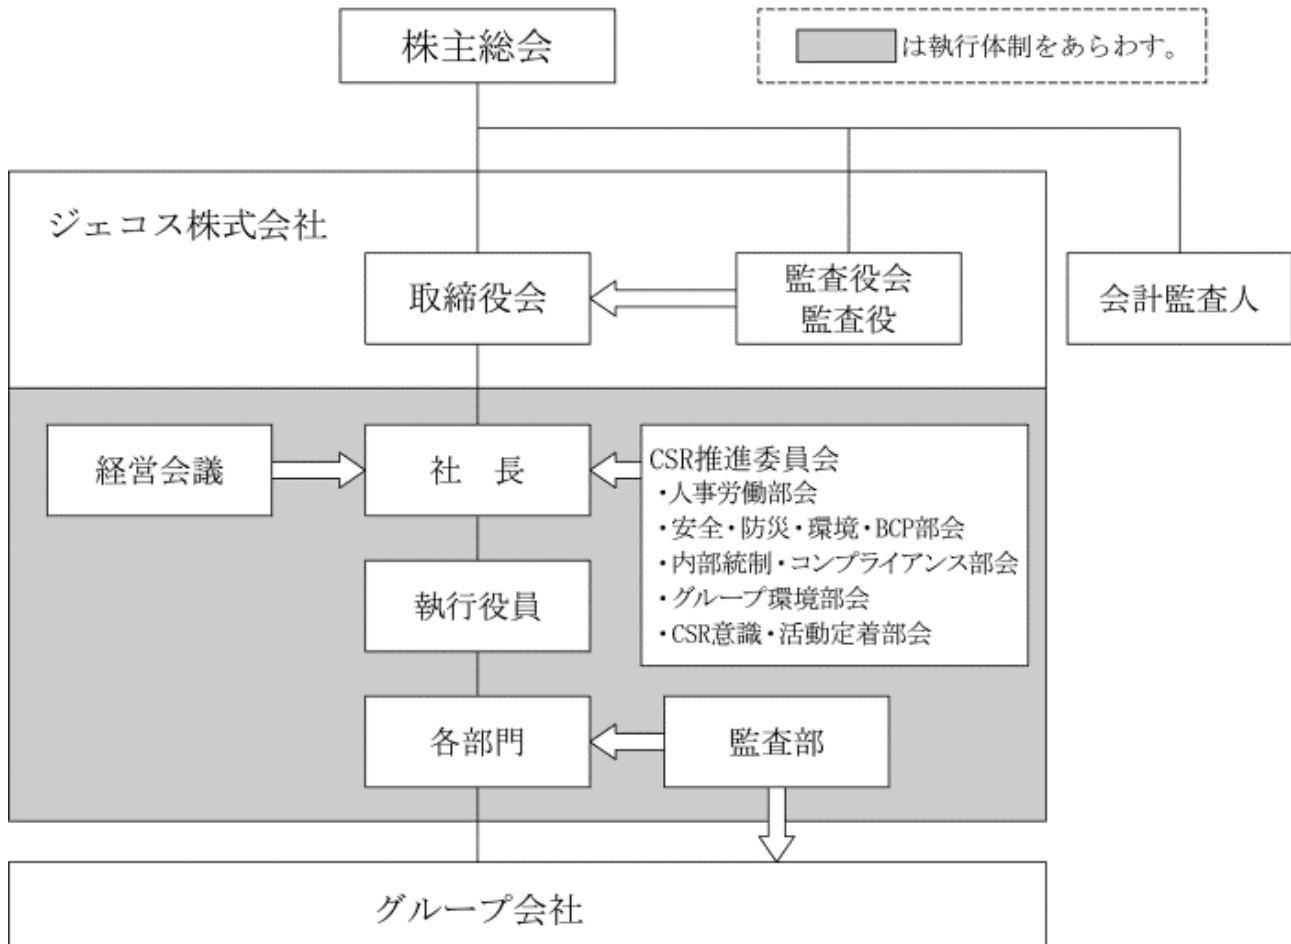 株主総会
は執行体制をあらわす。
ジェコス株式会社
取締役会
監査役会
監査役
会計監査人
経営会議
社　長
CSR推進委員会
・人事労働部会
・安全・防災・環境・BCP部会
・内部統制・コンプライアンス部会
・グループ環境部会
・CSR意識・活動定着部会
執行役員
各部門
監査部
グループ会社